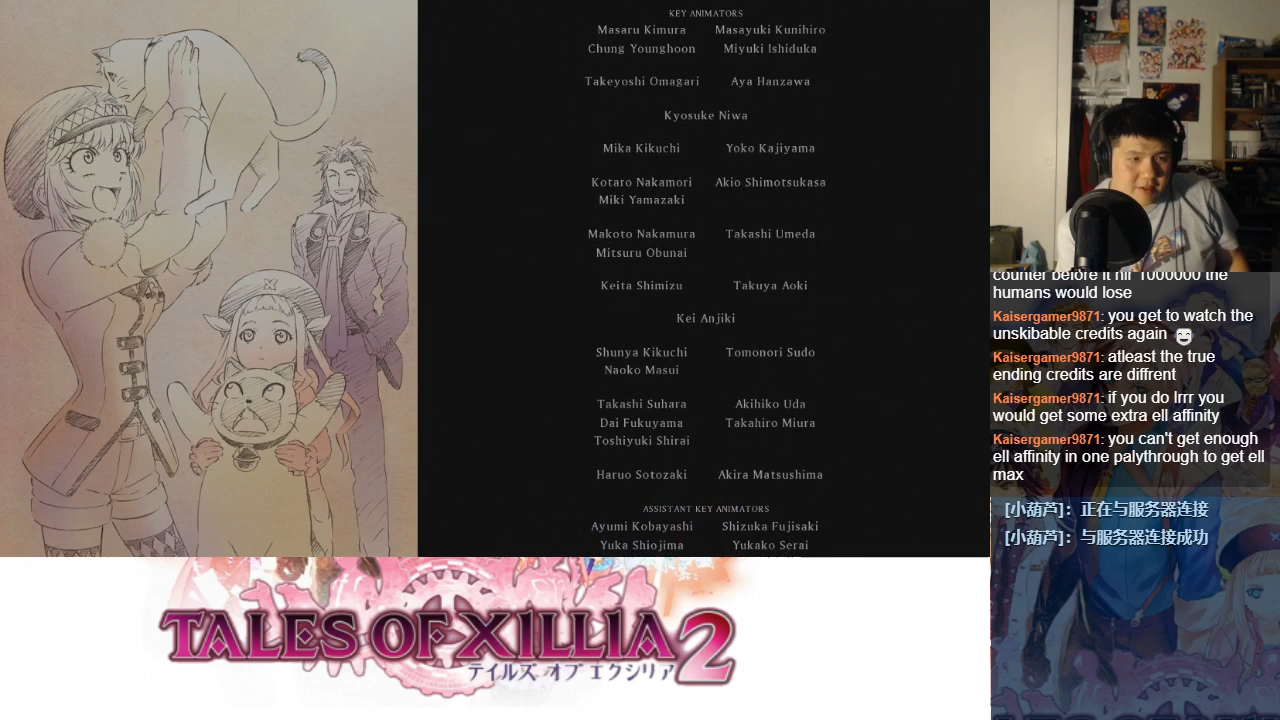 KEY ANIMATORS
Masaru Kimura Masayuki Kunihiro
Chung Younghoon Miyuki Ishiduka
Takeyoshi Omagari Aya Hanzawa
Kyosuke Niwa
Mika Kikuchi Yoko Kajiyama
Kotaro Nakamori Akio Shimotsukasa
Miki Yamazaki
Makoto Nakamura Takashi Umeda
Mitsuru Obunai
Keita Shimizu Takuya Aoki
Kei Anjiki
Shunya Kikuchi Tomonori Sudo
Naoko Masui
Takashi Suhara Akihiko Uda
Dai Fukuyama Takahiro Miura
Toshiyuki Shirai
Haruo Sotozaki Akira Matsushima
ASSISTANT KEY ANIMATORS
Ayumi Kobayashi Shizuka Fujisaki
Yuka Shiojima Yukako Serai
TALES OF XILLIA 2
テイルズ オブ エクシリア
counter before it hir 1000000 the
humans would lose
Kaisergamer9871: you get to watch the
unskibable credits again
Kaisergamer9871: atleast the true
ending credits are diffrent
Kaisergamer9871: if you do lrrr you
would get some extra ell affinity
Kaisergamer9871: you can't get enough
ell affinity in one palythrough to get ell
max
[小葫芦]：正在与服务器连接
[小葫芦]：与服务器连接成功